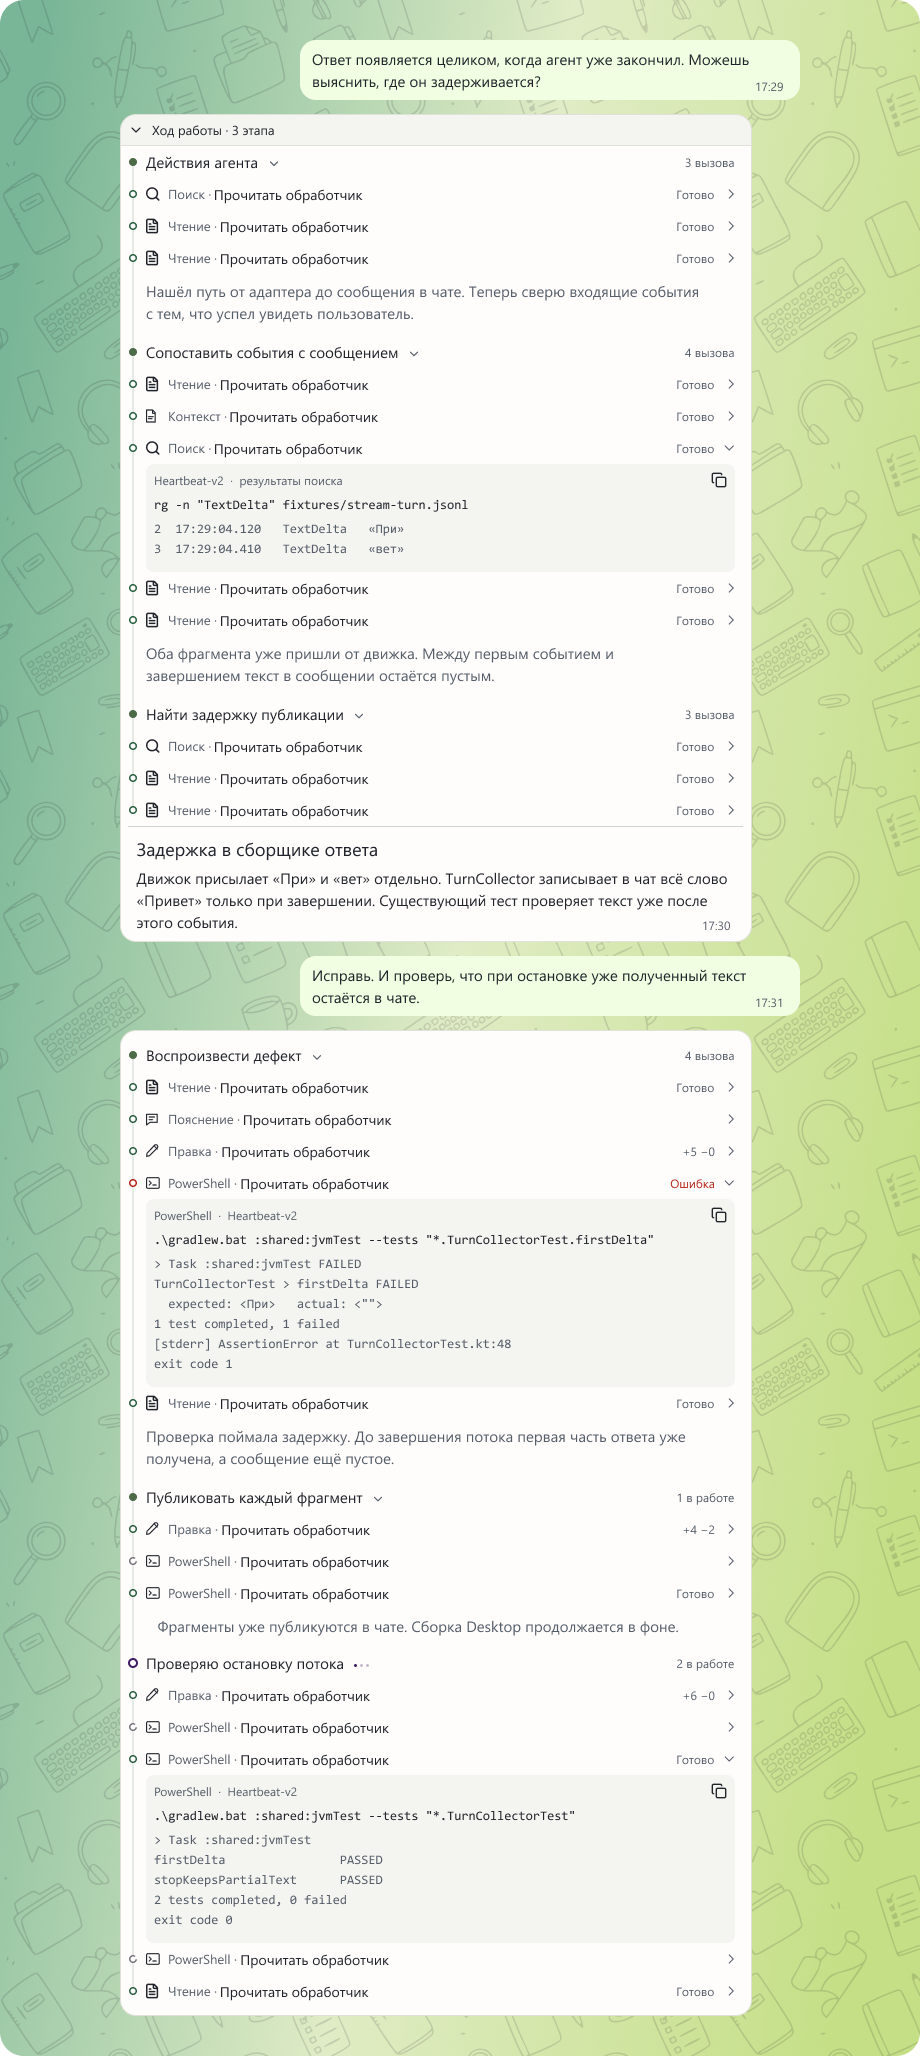 Ответ появляется целиком, когда агент уже закончил. Можешь
выяснить, где он задерживается?
17:29
Ход работы · 3 этапа
Действия агента 3 вызова
Поиск · Прочитать обработчик Готово
Чтение · Прочитать обработчик Готово
Чтение · Прочитать обработчик Готово
Нашёл путь от адаптера до сообщения в чате. Теперь сверю входящие события
с тем, что успел увидеть пользователь.
Сопоставить события с сообщением 4 вызова
Чтение · Прочитать обработчик Готово
Контекст · Прочитать обработчик Готово
Поиск · Прочитать обработчик Готово
Heartbeat-v2 · результаты поиска
rg -n "TextDelta" fixtures/stream-turn.jsonl
2 17:29:04.120 TextDelta «При»
3 17:29:04.410 TextDelta «вет»
Чтение · Прочитать обработчик Готово
Чтение · Прочитать обработчик Готово
Оба фрагмента уже пришли от движка. Между первым событием и
завершением текст в сообщении остаётся пустым.
Найти задержку публикации 3 вызова
Поиск · Прочитать обработчик Готово
Чтение · Прочитать обработчик Готово
Чтение · Прочитать обработчик Готово
Задержка в сборщике ответа
Движок присылает «При» и «вет» отдельно. TurnCollector записывает в чат всё слово
«Привет» только при завершении. Существующий тест проверяет текст уже после
этого события.
17:30
Исправь. И проверь, что при остановке уже полученный текст
остаётся в чате.
17:31
Воспроизвести дефект 4 вызова
Чтение · Прочитать обработчик Готово
Пояснение · Прочитать обработчик
Правка · Прочитать обработчик +5 −0
PowerShell · Прочитать обработчик Ошибка
PowerShell · Heartbeat-v2
.\gradlew.bat :shared:jvmTest --tests "*.TurnCollectorTest.firstDelta"
> Task :shared:jvmTest FAILED
TurnCollectorTest > firstDelta FAILED
expected: <При> actual: <"">
1 test completed, 1 failed
[stderr] AssertionError at TurnCollectorTest.kt:48
exit code 1
Чтение · Прочитать обработчик Готово
Проверка поймала задержку. До завершения потока первая часть ответа уже
получена, а сообщение ещё пустое.
Публиковать каждый фрагмент 1 в работе
Правка · Прочитать обработчик +4 −2
PowerShell · Прочитать обработчик
PowerShell · Прочитать обработчик Готово
Фрагменты уже публикуются в чате. Сборка Desktop продолжается в фоне.
Проверяю остановку потока 2 в работе
Правка · Прочитать обработчик +6 −0
PowerShell · Прочитать обработчик
PowerShell · Прочитать обработчик Готово
PowerShell · Heartbeat-v2
.\gradlew.bat :shared:jvmTest --tests "*.TurnCollectorTest"
> Task :shared:jvmTest
firstDelta PASSED
stopKeepsPartialText PASSED
2 tests completed, 0 failed
exit code 0
PowerShell · Прочитать обработчик
Чтение · Прочитать обработчик Готово